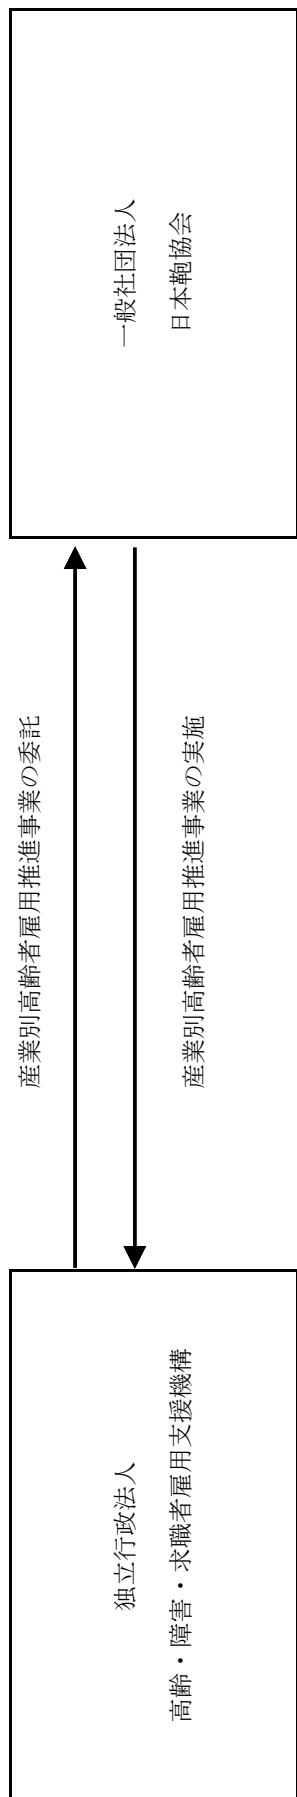 独立行政法人
高齢・障害・求職者雇用支援機構
産業別高齢者雇用推進事業の委託
産業別高齢者雇用推進事業の実施
一般社団法人
日本鞄協会